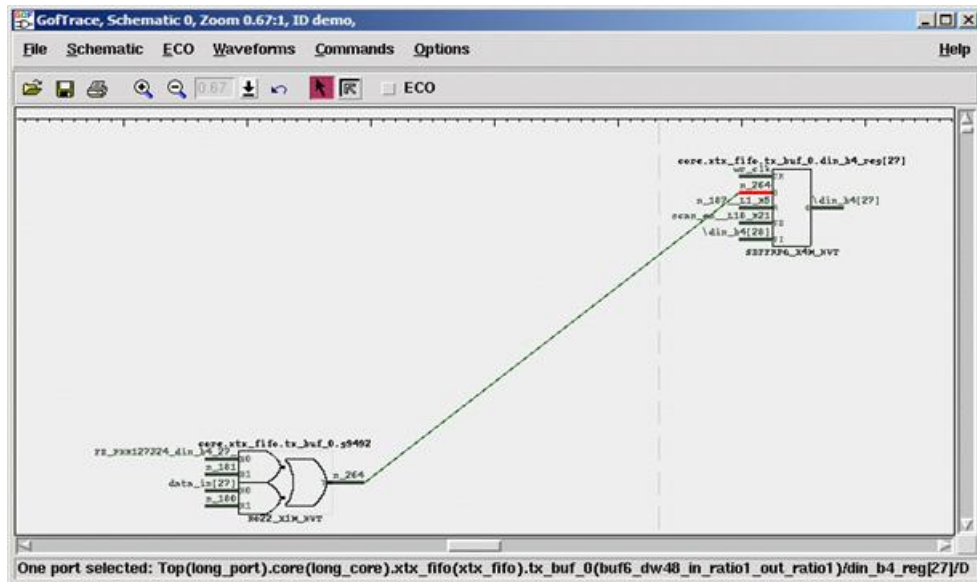 GofTrace, Schematic 0, Zoom 0.67:1, ID demo,
File Schematic ECO Waveforms Commands Options Help
0.67 ECO
core.xtx_fifo.tx_buf_0.din_b4_reg[27]
wr_clk
n_264
D
\din_b4[27]
\din_b4[28]
core.xtx_fifo.tx_buf_0.g9492
n_181
n_264
data_in[27]
n_180
One port selected: Top(long_port).core(long_core).xtx_fifo(xtx_fifo).tx_buf_0(buf6_dw48_in_ratio1_out_ratio1)/din_b4_reg[27]/D